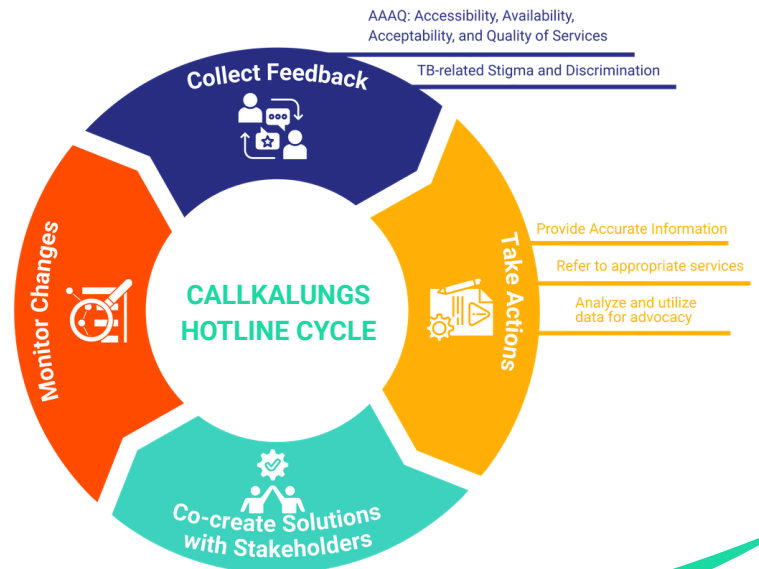 AAAQ: Accessibility, Availability,
Acceptability, and Quality of Services
TB-related Stigma and Discrimination
Collect Feedback
Provide Accurate Information
Refer to appropriate services
Analyze and utilize
data for advocacy
Take Actions
CALLKALUNGS
HOTLINE CYCLE
Monitor Changes
Co-create Solutions
with Stakeholders